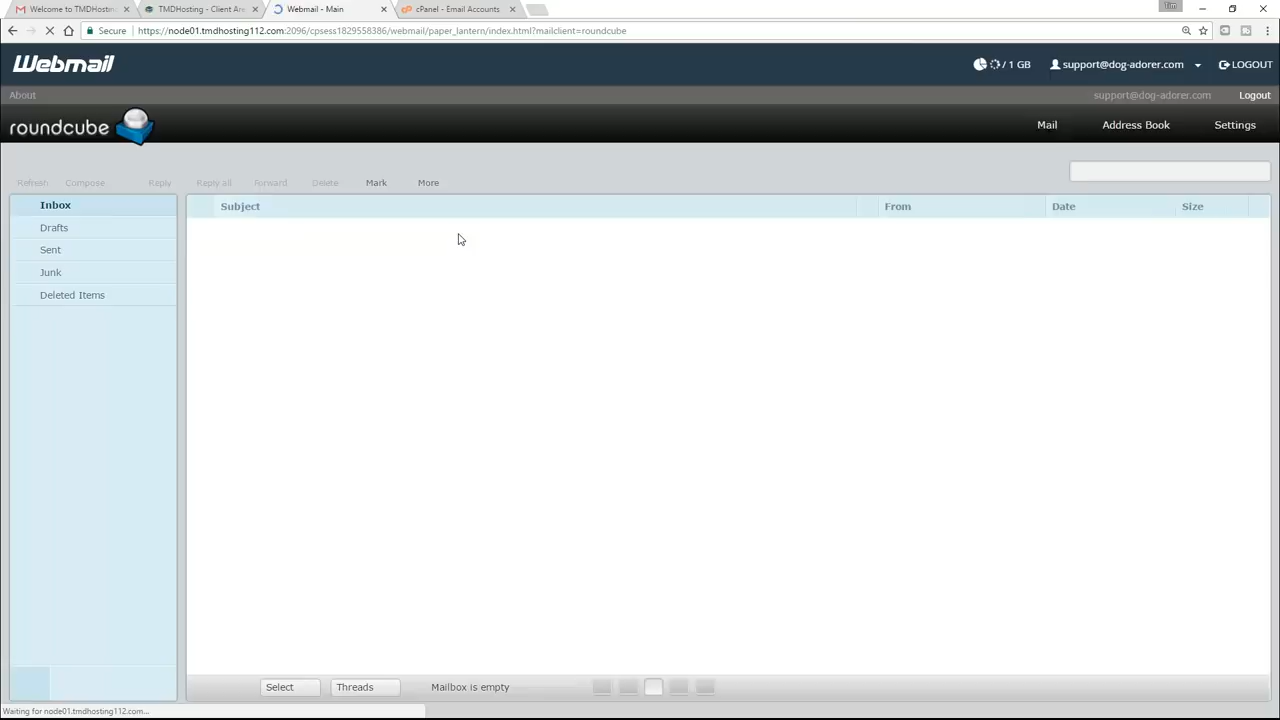 Welcome to TMDHostin
TMDHosting - Client Are
Webmail - Main
cPanel - Email Accounts
Secure
https://node01.tmdhosting112.com:2096/cpsess1829558386/webmail/paper_lantern/index.html?mailclient=roundcube
Webmail
/ 1 GB
support@dog-adorer.com
LOGOUT
About
support@dog-adorer.com
Logout
roundcube
Mail
Address Book
Settings
Refresh
Compose
Reply
Reply all
Forward
Delete
Mark
More
Inbox
Subject
From
Date
Size
Drafts
Sent
Junk
Deleted Items
Select
Threads
Mailbox is empty
Waiting for node01.tmdhosting112.com...